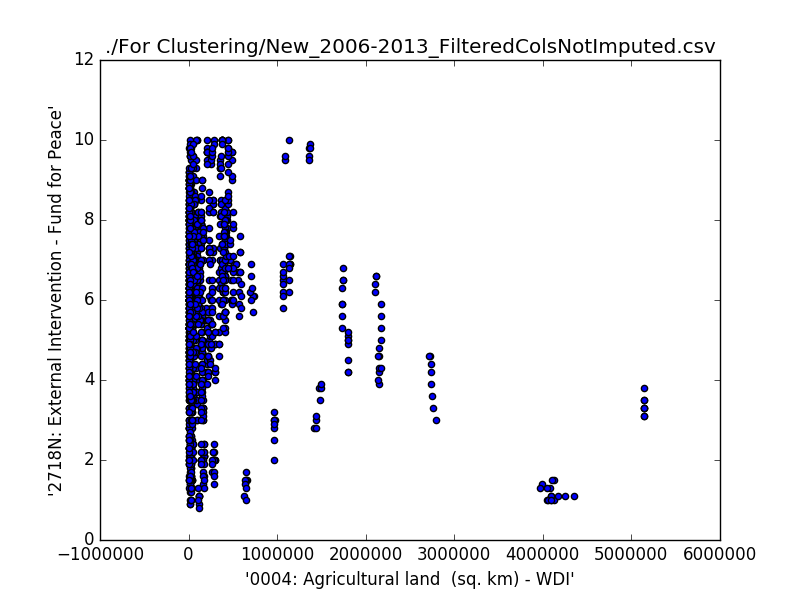 ./For Clustering/New_2006-2013_FilteredColsNotImputed.csv
'2718N: External Intervention - Fund for Peace'
12
10
8
6
4
2
0
−1000000 0 1000000 2000000 3000000 4000000 5000000 6000000
'0004: Agricultural land  (sq. km) - WDI'